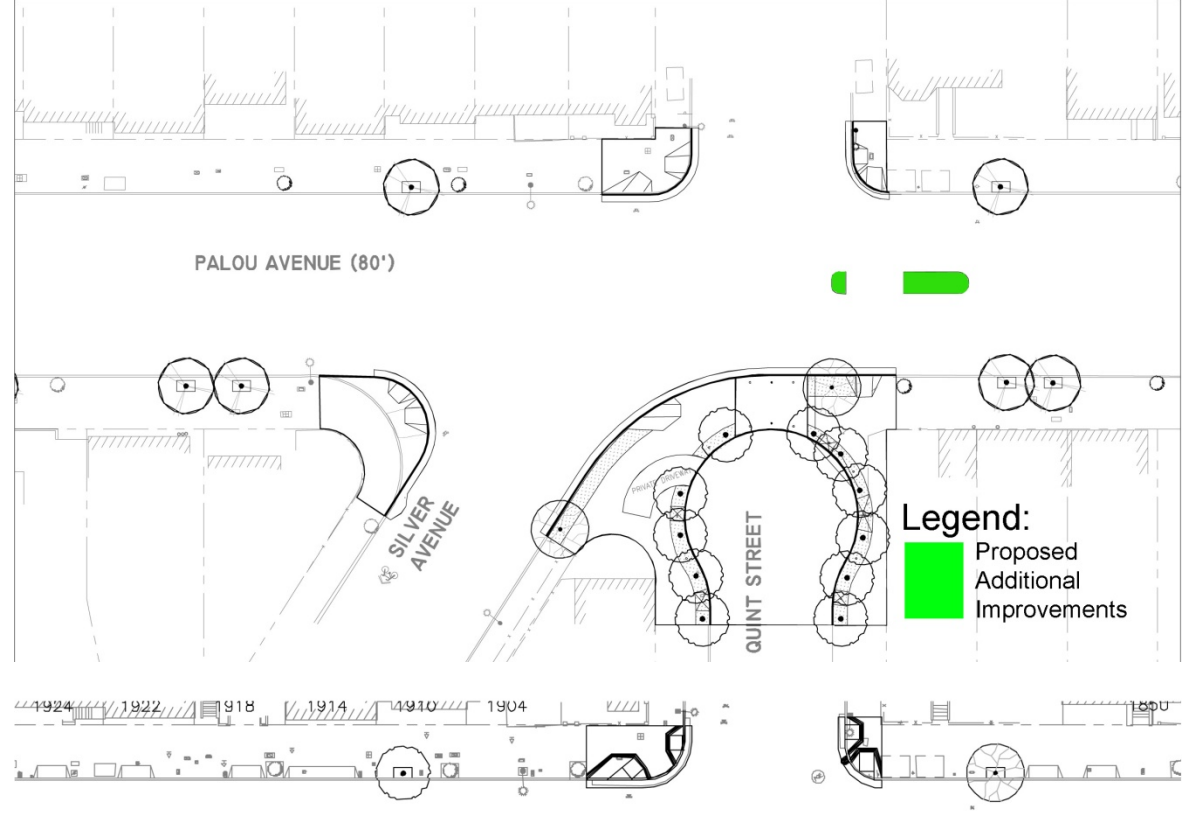 PALOU AVENUE (80')
SILVER
AVENUE
PRIVATE DRIVEWAY
QUINT STREET
Legend:
Proposed
Additional
Improvements
1924 1922 1918 1914 1910 1904 1850